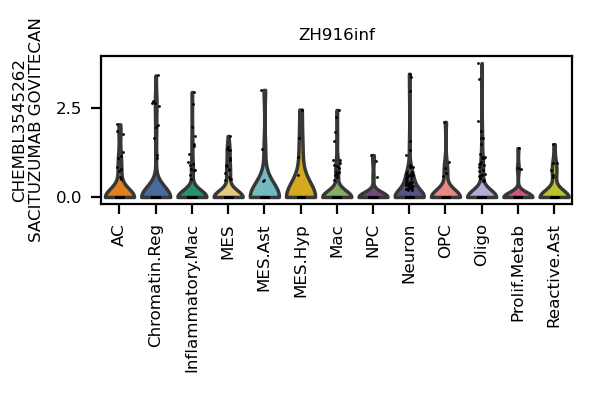 ZH916inf
CHEMBL3545262
SACITUZUMAB GOVITECAN
2.5
0.0
AC
Chromatin.Reg
Inflammatory.Mac
MES
MES.Ast
MES.Hyp
Mac
NPC
Neuron
OPC
Oligo
Prolif.Metab
Reactive.Ast